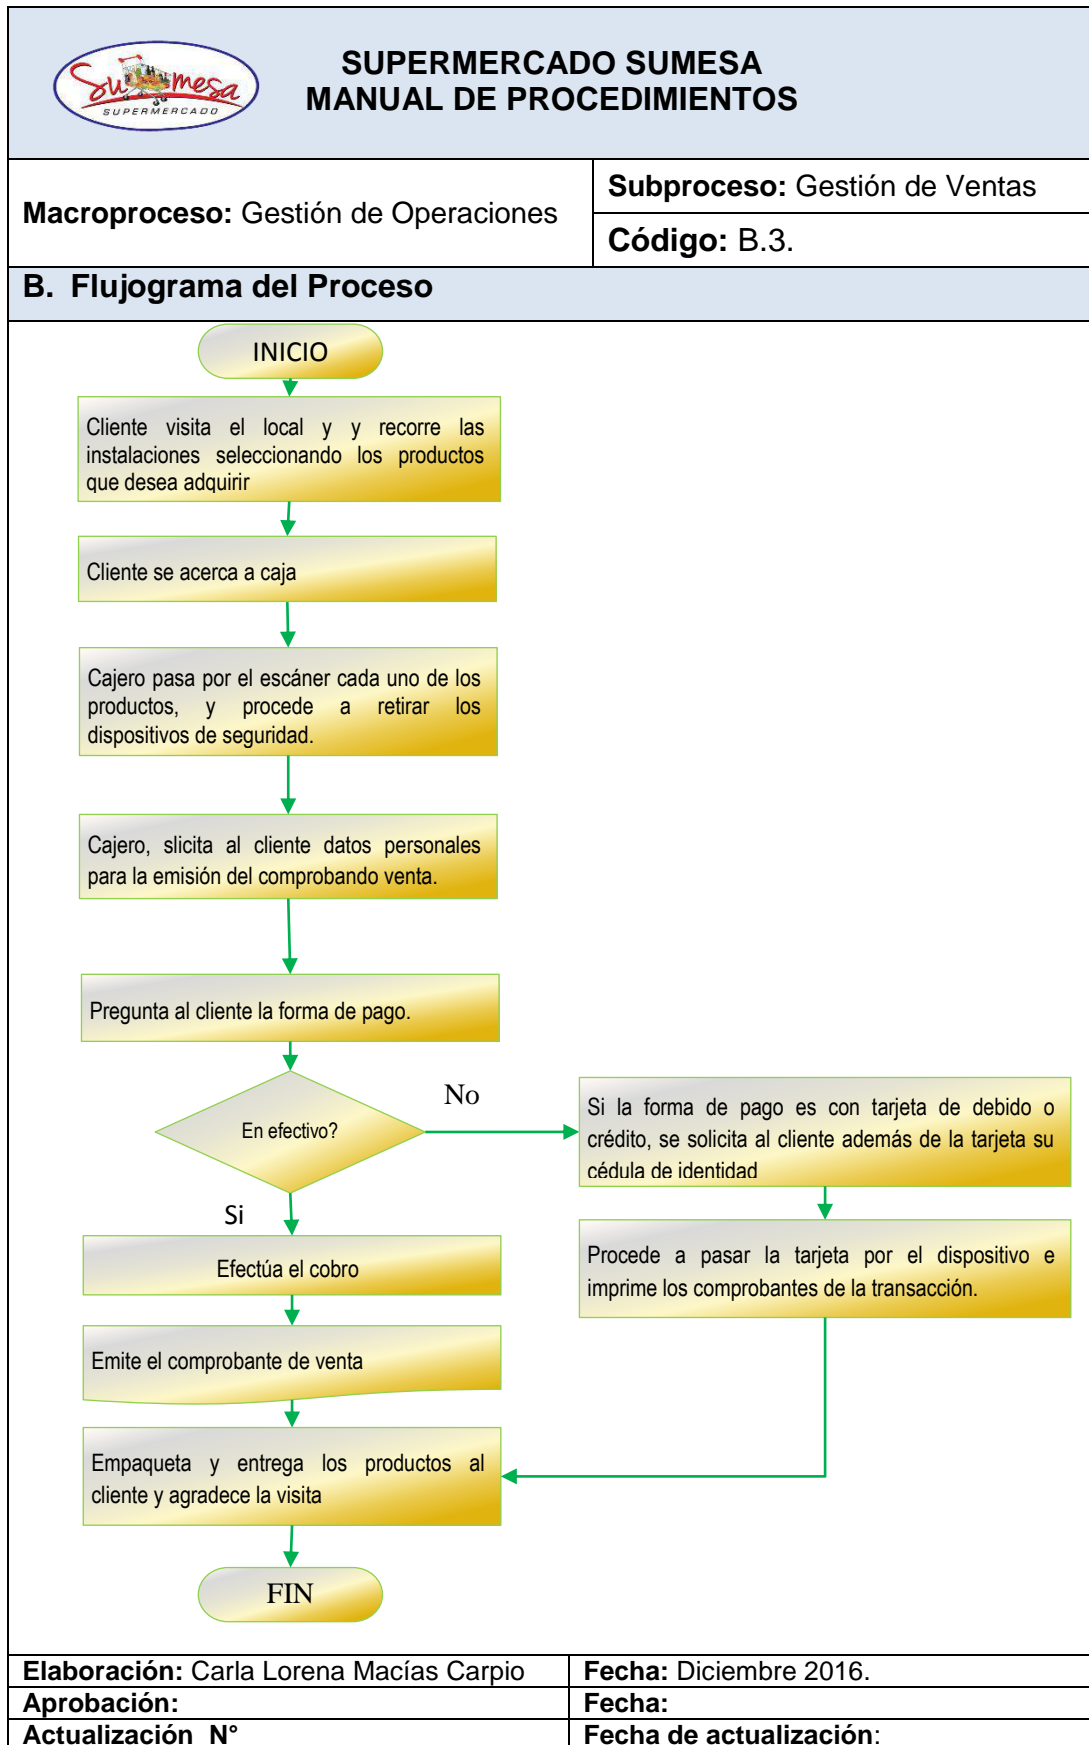 Sumesa
SUPERMERCADO
SUPERMERCADO SUMESA
MANUAL DE PROCEDIMIENTOS
Macroproceso: Gestión de Operaciones
Subproceso: Gestión de Ventas
Código: B.3.
B. Flujograma del Proceso
INICIO
Cliente visita el local y y recorre las
instalaciones seleccionando los productos
que desea adquirir
Cliente se acerca a caja
Cajero pasa por el escáner cada uno de los
productos, y procede a retirar los
dispositivos de seguridad.
Cajero, slicita al cliente datos personales
para la emisión del comprobando venta.
Pregunta al cliente la forma de pago.
En efectivo?
No
Si la forma de pago es con tarjeta de debido o
crédito, se solicita al cliente además de la tarjeta su
cédula de identidad
Si
Procede a pasar la tarjeta por el dispositivo e
imprime los comprobantes de la transacción.
Efectúa el cobro
Emite el comprobante de venta
Empaqueta y entrega los productos al
cliente y agradece la visita
FIN
Elaboración: Carla Lorena Macías Carpio
Fecha: Diciembre 2016.
Aprobación:
Fecha:
Actualización N°
Fecha de actualización: